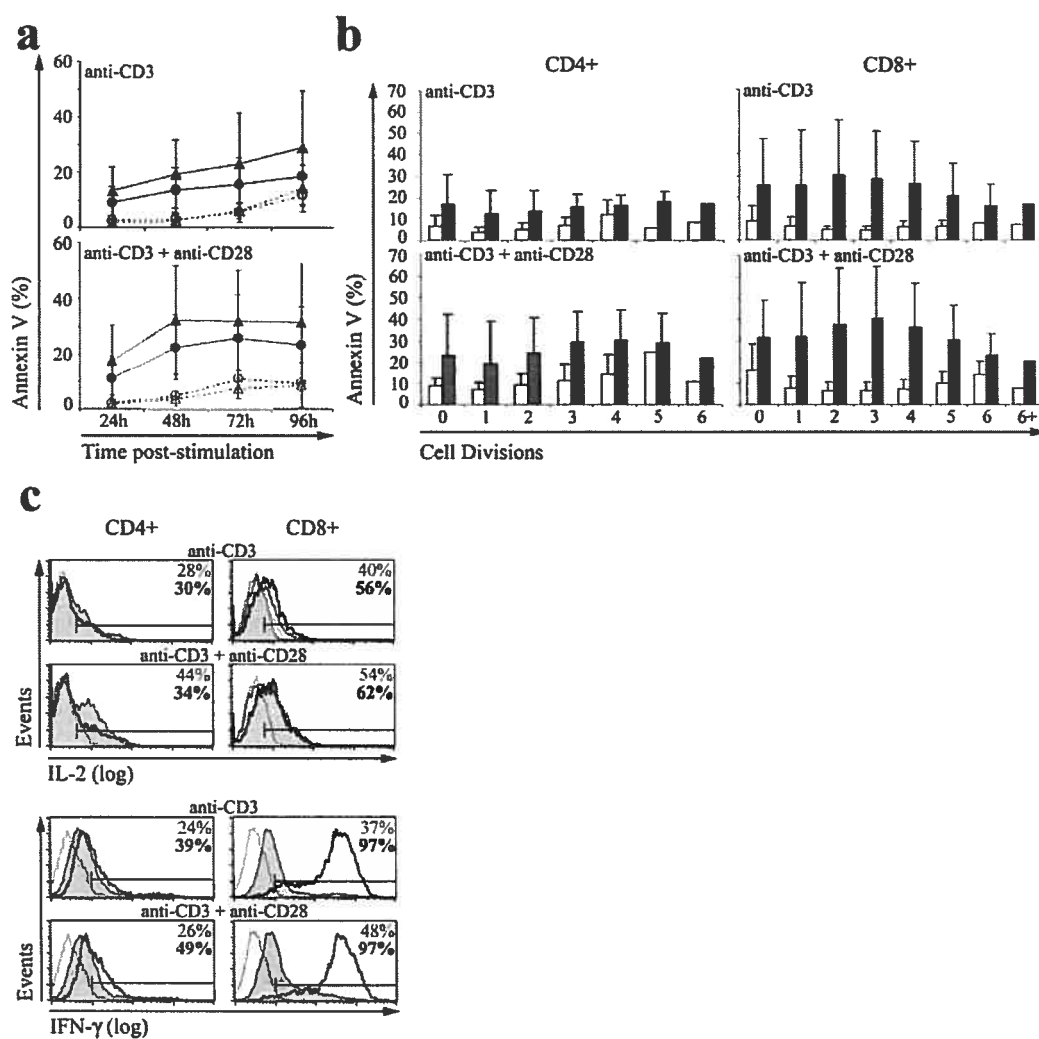 a
60
40
20
0
anti-CD3
60
40
20
0
anti-CD3 + anti-CD28
Annexin V (%)
24h 48h 72h 96h
Time post-stimulation
b
CD4+ CD8+
70
60
50
40
30
20
10
0
anti-CD3
anti-CD3
70
60
50
40
30
20
10
0
anti-CD3 + anti-CD28
anti-CD3 + anti-CD28
Annexin V (%)
0 1 2 3 4 5 6
0 1 2 3 4 5 6 6+
Cell Divisions
c
CD4+ CD8+
anti-CD3
28% 40%
30% 56%
anti-CD3 + anti-CD28
44% 54%
34% 62%
Events
IL-2 (log)
anti-CD3
24% 37%
39% 97%
anti-CD3 + anti-CD28
26% 48%
49% 97%
Events
IFN-γ (log)